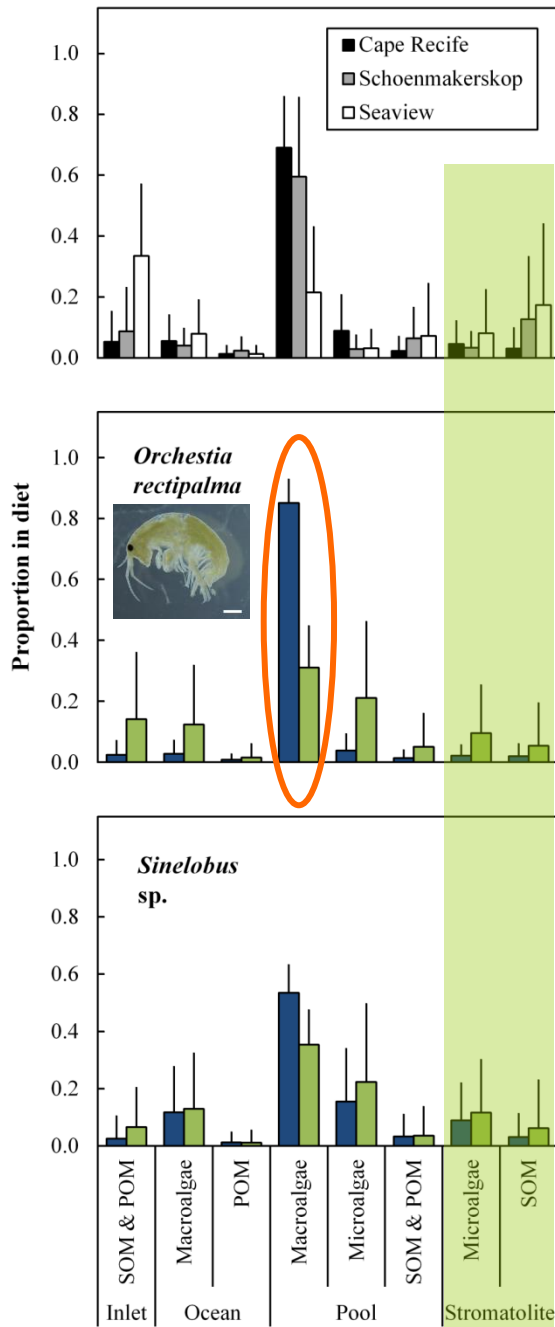 Cape Recife
Schoenmakerskop
Seaview
1.0
0.8
0.6
0.4
0.2
0.0
Proportion in diet
Orchestia
rectipalma
1.0
0.8
0.6
0.4
0.2
0.0
Sinelobus
sp.
1.0
0.8
0.6
0.4
0.2
0.0
SOM & POM
Macroalgae
POM
Macroalgae
Microalgae
SOM & POM
Microalgae
SOM
Inlet
Ocean
Pool
Stromatolite